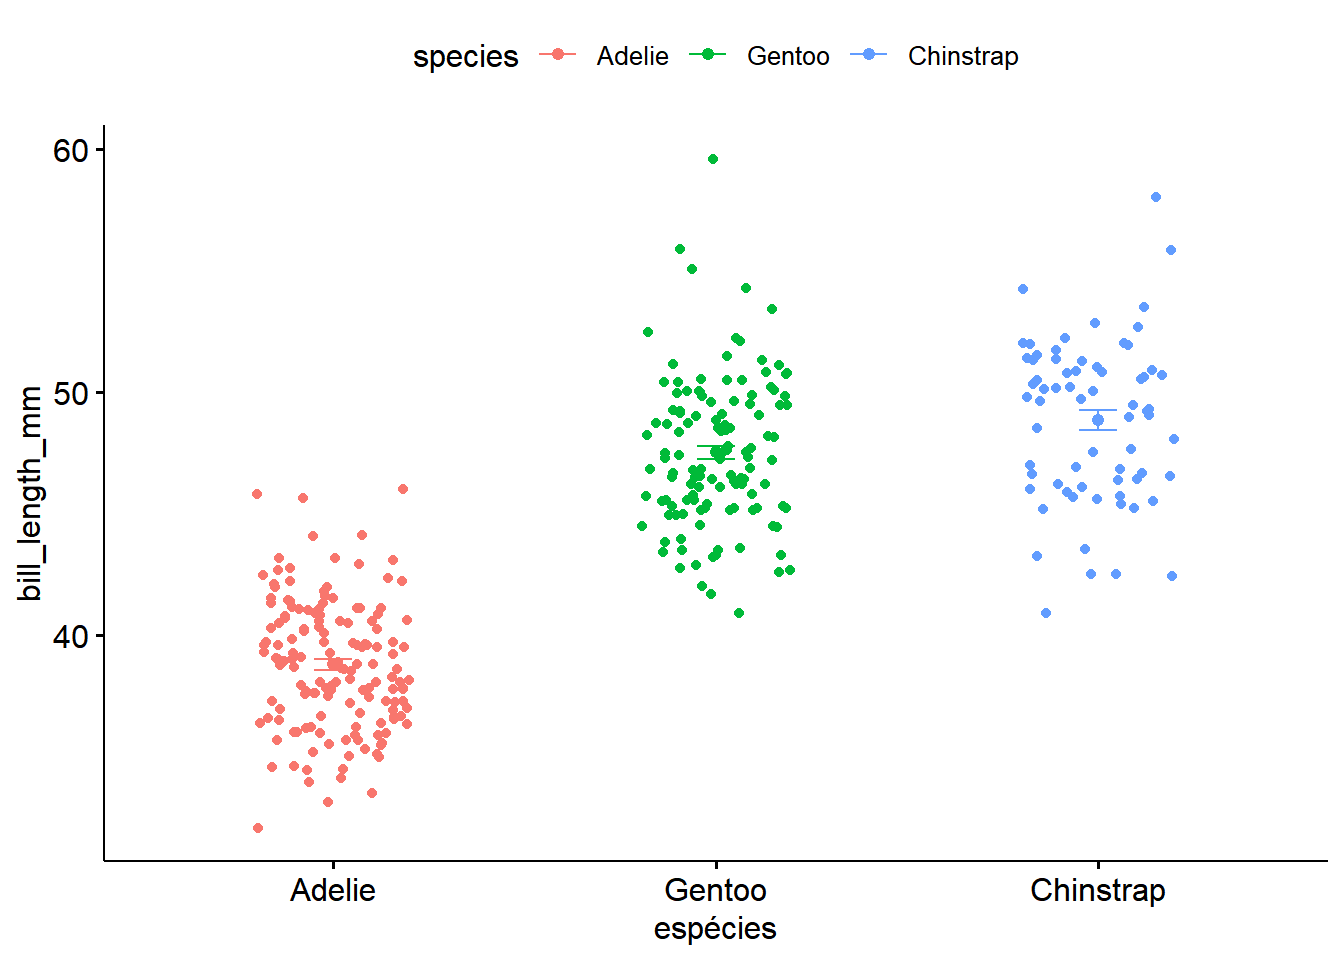 species Adelie Gentoo Chinstrap
60
50
40
bill_length_mm
Adelie Gentoo Chinstrap
espécies